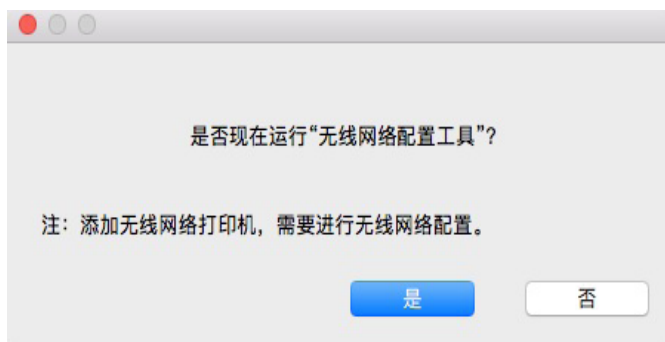 是否现在运行“无线网络配置工具”?
注：添加无线网络打印机，需要进行无线网络配置。
是
否